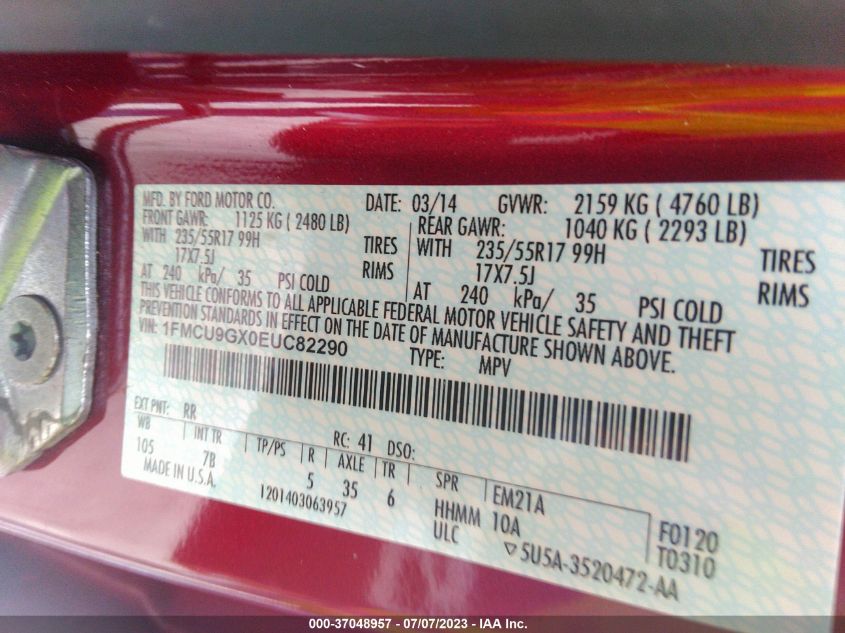 MFD. BY FORD MOTOR CO. DATE: 03/14 GVWR: 2159 KG ( 4760 LB)
FRONT GAWR: 1125 KG ( 2480 LB) REAR GAWR: 1040 KG ( 2293 LB)
WITH 235/55R17 99H TIRES WITH 235/55R17 99H TIRES
17X7.5J RIMS 17X7.5J RIMS
AT 240 kPa/ 35 PSI COLD AT 240 kPa/ 35 PSI COLD
THIS VEHICLE CONFORMS TO ALL APPLICABLE FEDERAL MOTOR VEHICLE SAFETY AND THEFT
PREVENTION STANDARDS IN EFFECT ON THE DATE OF MANUFACTURE SHOWN ABOVE.
VIN: 1FMCU9GX0EUC82290 TYPE: MPV
EXT PNT: RR RC: 41 DSO:
WB INT TR TP/PS R AXLE TR SPR EM21A
105 7B 5 35 6 HHMM 10A F0120
MADE IN U.S.A. 1201403063957 ULC T0310
▽5U5A-3520472-AA
000-37048957 - 07/07/2023 - IAA Inc.